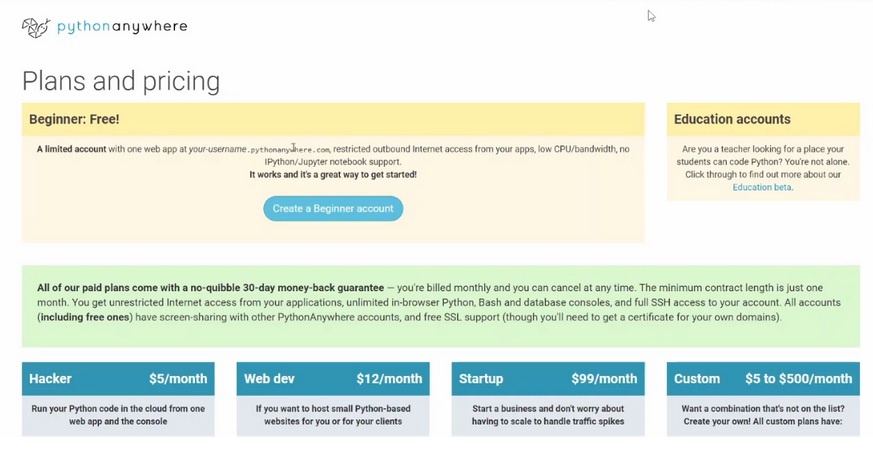 pythonanywhere
Plans and pricing
Beginner: Free!
A limited account with one web app at your-username.pythonanywhere.com, restricted outbound Internet access from your apps, low CPU/bandwidth, no
IPython/Jupyter notebook support.
It works and it's a great way to get started!
Create a Beginner account
Education accounts
Are you a teacher looking for a place your
students can code Python? You're not alone.
Click through to find out more about our
Education beta.
All of our paid plans come with a no-quibble 30-day money-back guarantee — you're billed monthly and you can cancel at any time. The minimum contract length is just one
month. You get unrestricted Internet access from your applications, unlimited in-browser Python, Bash and database consoles, and full SSH access to your account. All accounts
(including free ones) have screen-sharing with other PythonAnywhere accounts, and free SSL support (though you'll need to get a certificate for your own domains).
Hacker $5/month
Run your Python code in the cloud from one
web app and the console
Web dev $12/month
If you want to host small Python-based
websites for you or for your clients
Startup $99/month
Start a business and don't worry about
having to scale to handle traffic spikes
Custom $5 to $500/month
Want a combination that's not on the list?
Create your own! All custom plans have: